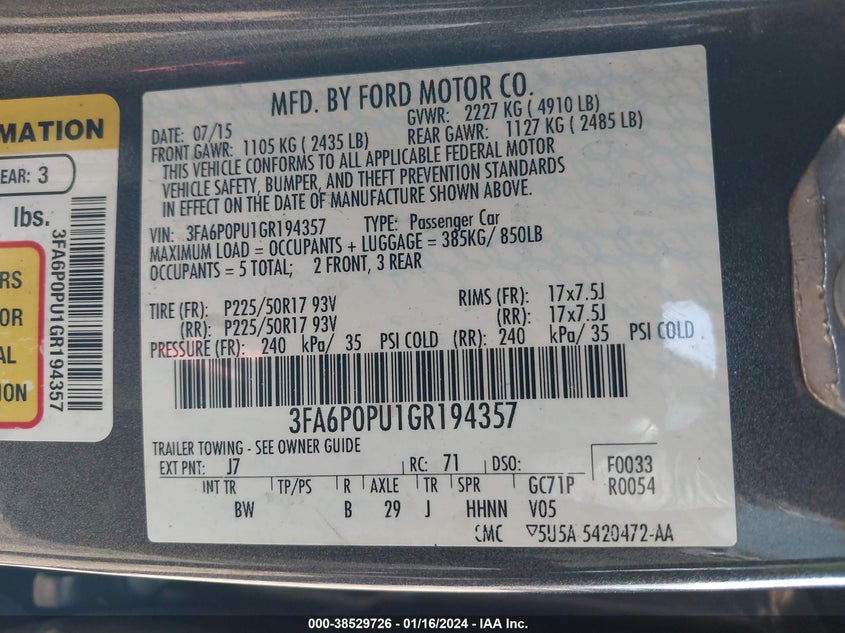 MATION
EAR: 3
lbs.
RS
OR
AL
ION
3FA6P0PU1GR194357
MFD. BY FORD MOTOR CO.
DATE: 07/15 GVWR: 2227 KG ( 4910 LB)
FRONT GAWR: 1105 KG ( 2435 LB) REAR GAWR: 1127 KG ( 2485 LB)
THIS VEHICLE CONFORMS TO ALL APPLICABLE FEDERAL MOTOR
VEHICLE SAFETY, BUMPER, AND THEFT PREVENTION STANDARDS
IN EFFECT ON THE DATE OF MANUFACTURE SHOWN ABOVE.
VIN: 3FA6P0PU1GR194357 TYPE: Passenger Car
MAXIMUM LOAD = OCCUPANTS + LUGGAGE = 385KG/ 850LB
OCCUPANTS = 5 TOTAL; 2 FRONT, 3 REAR
TIRE (FR): P225/50R17 93V RIMS (FR): 17x7.5J
(RR): P225/50R17 93V (RR): 17x7.5J
PRESSURE (FR): 240 kPa/ 35 PSI COLD (RR): 240 kPa/ 35 PSI COLD
3FA6P0PU1GR194357
TRAILER TOWING - SEE OWNER GUIDE
EXT PNT: J7 RC: 71 DSO: F0033
R0054
INT TR TP/PS R AXLE TR SPR GC71P
BW B 29 J HHNN V05
CMC ▽5U5A 5420472-AA
000-38529726 - 01/16/2024 - IAA Inc.